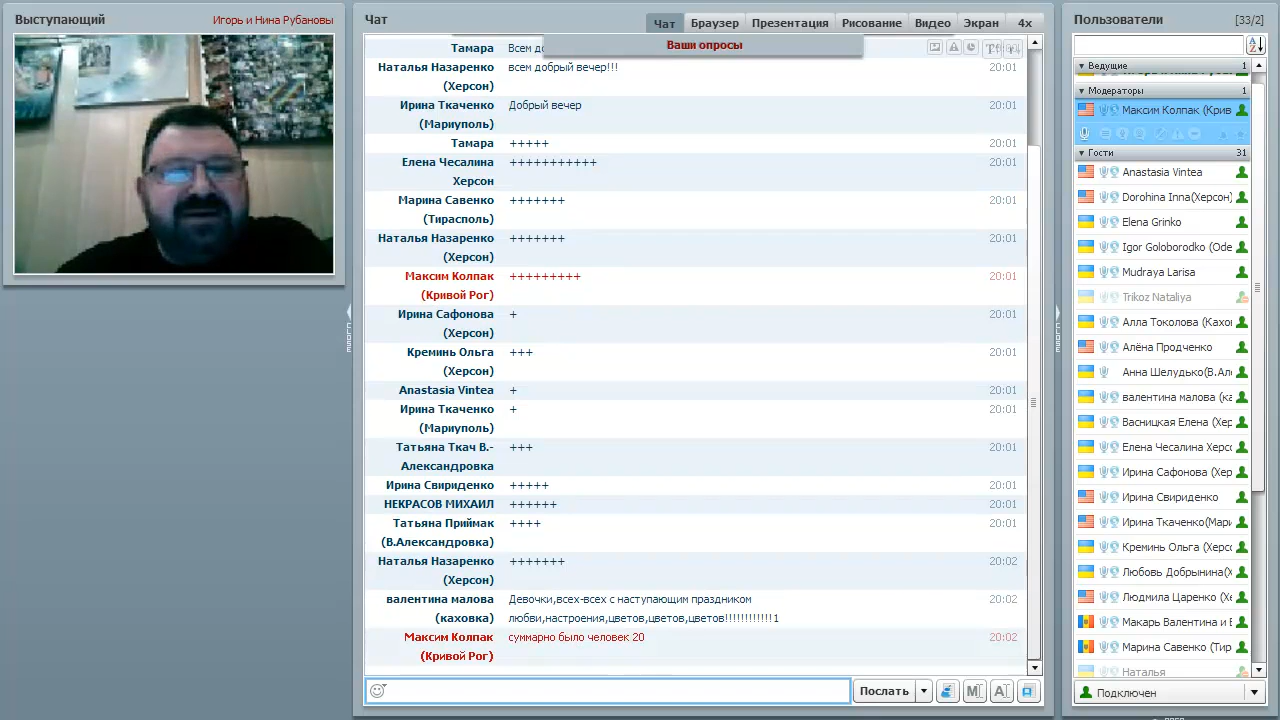 Выступающий
Игорь и Нина Рубановы
Чат
Чат
Браузер
Презентация
Рисование
Видео
Экран
4x
Ваши опросы
Тамара
Наталья Назаренко всем добрый вечер!!! 20:01
(Херсон)
Ирина Ткаченко Добрый вечер 20:01
(Мариуполь)
Тамара +++++ 20:01
Елена Чесалина +++++++++++ 20:01
Херсон
Марина Савенко +++++++ 20:01
(Тирасполь)
Наталья Назаренко +++++++ 20:01
(Херсон)
Максим Колпак +++++++++ 20:01
(Кривой Рог)
Ирина Сафонова + 20:01
(Херсон)
Креминь Ольга +++ 20:01
(Херсон)
Anastasia Vintea + 20:01
Ирина Ткаченко + 20:01
(Мариуполь)
Татьяна Ткач В.- +++ 20:01
Александровка
Ирина Свириденко +++++ 20:01
НЕКРАСОВ МИХАИЛ ++++++ 20:01
Татьяна Приймак ++++ 20:01
(В.Александровка)
Наталья Назаренко +++++++ 20:02
(Херсон)
валентина малова Девочки,всех-всех с наступающим праздником 20:02
(каховка) любви,настроения,цветов,цветов,цветов!!!!!!!!!!!!1
Максим Колпак суммарно было человек 20 20:02
(Кривой Рог)
Послать
Пользователи [33/2]
Ведущие 1
Модераторы 1
Максим Колпак (Крив
Гости 31
Anastasia Vintea
Dorohina Inna(Херсон)
Elena Grinko
Igor Goloborodko (Ode
Mudraya Larisa
Trikoz Nataliya
Алла Токолова (Кахо
Алёна Продченко
Анна Шелудько(В.Ал
валентина малова (ка
Васницкая Елена (Хер
Елена Чесалина Херс
Ирина Сафонова (Хер
Ирина Свириденко
Ирина Ткаченко(Мари
Креминь Ольга (Херс
Любовь Добрынина(Х
Людмила Царенко (Хе
Макарь Валентина и
Марина Савенко (Тир
Наталья
Подключен